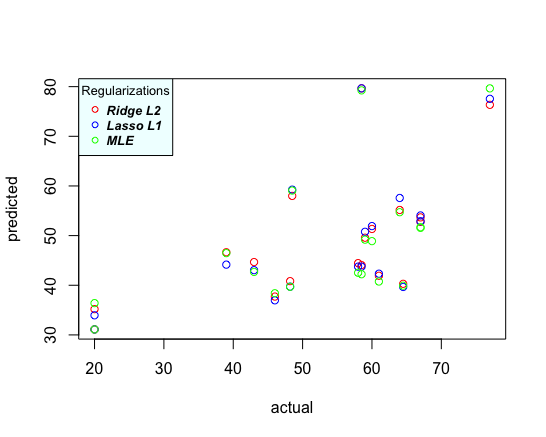 Regularizations
Ridge L2
Lasso L1
MLE
80
70
60
50
40
30
predicted
20 30 40 50 60 70
actual